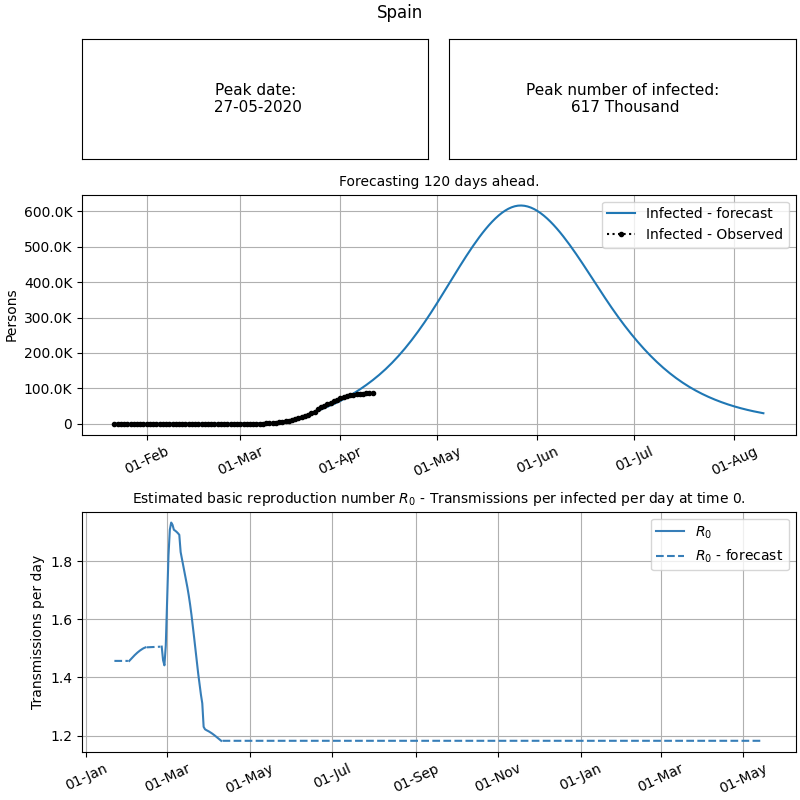 Spain
Peak date:
27-05-2020
Peak number of infected:
617 Thousand
Forecasting 120 days ahead.
Persons
600.0K
500.0K
400.0K
300.0K
200.0K
100.0K
0
Infected - forecast
Infected - Observed
01-Feb
01-Mar
01-Apr
01-May
01-Jun
01-Jul
01-Aug
Estimated basic reproduction number R₀ - Transmissions per infected per day at time 0.
Transmissions per day
1.8
1.6
1.4
1.2
R₀
R₀ - forecast
01-Jan
01-Mar
01-May
01-Jul
01-Sep
01-Nov
01-Jan
01-Mar
01-May